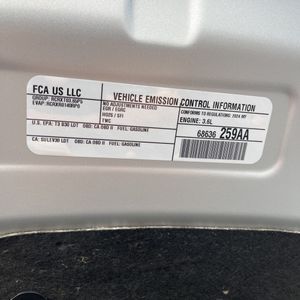 FCA US LLC
VEHICLE EMISSION CONTROL INFORMATION
NO ADJUSTMENTS NEEDED
CONFORMS TO REGULATIONS: 2024 MY
EGR / EGRC
ENGINE: 3.6L
HO2S / SFI
TWC
68636 259AA
U.S. EPA: T3 B30 LDT OBD: CA OBD II FUEL: GASOLINE
CA: SULEV30 LDT OBD: CA OBD II FUEL: GASOLINE